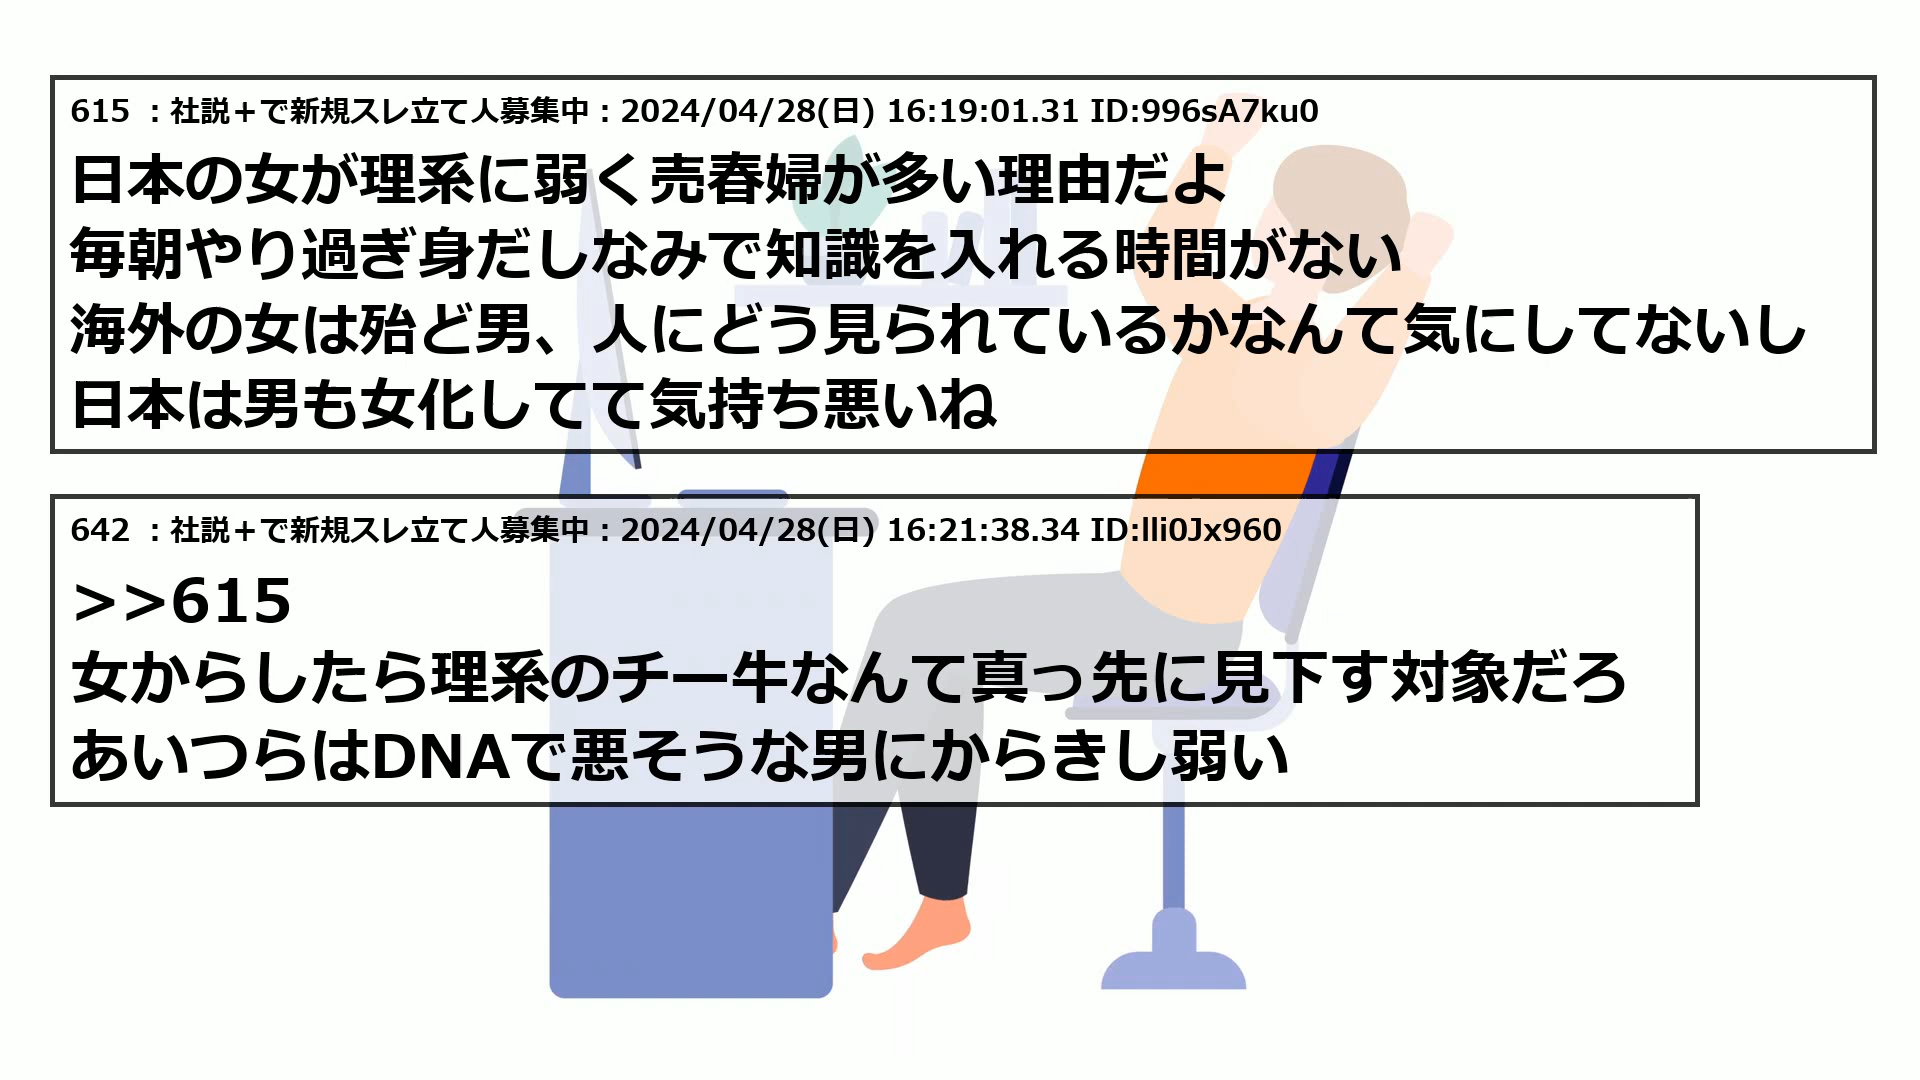 615 ：社説＋で新規スレ立て人募集中：2024/04/28(日) 16:19:01.31 ID:996sA7ku0
日本の女が理系に弱く売春婦が多い理由だよ
毎朝やり過ぎ身だしなみで知識を入れる時間がない
海外の女は殆ど男、人にどう見られているかなんて気にしてないし
日本は男も女化してて気持ち悪いね
642 ：社説＋で新規スレ立て人募集中：2024/04/28(日) 16:21:38.34 ID:lli0Jx960
>>615
女からしたら理系のチー牛なんて真っ先に見下す対象だろ
あいつらはDNAで悪そうな男にからきし弱い